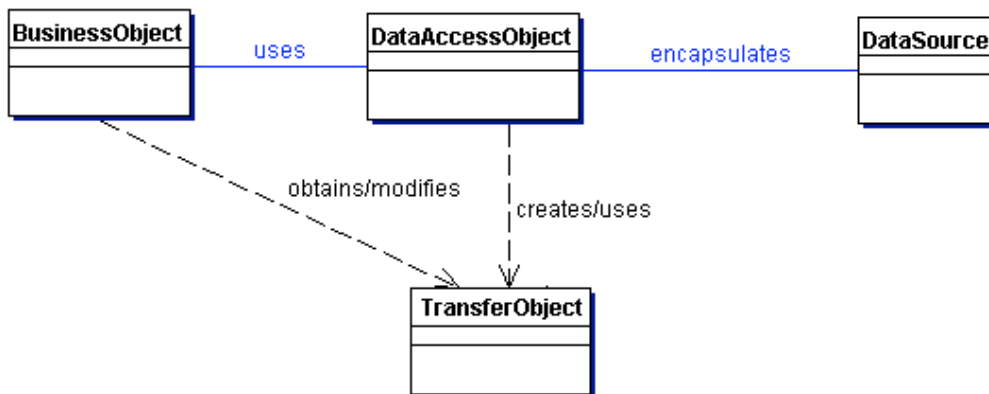 BusinessObject
uses
DataAccessObject
encapsulates
DataSource
obtains/modifies
creates/uses
TransferObject